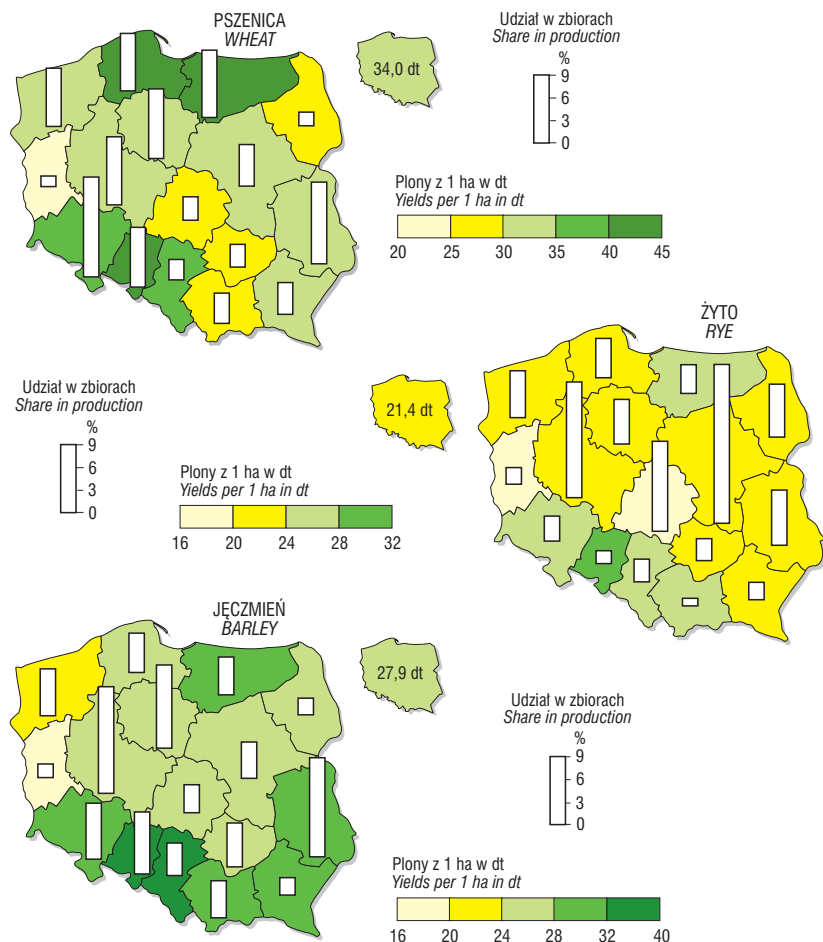 PSZENICA
WHEAT
34,0 dt
Udział w zbiorach
Share in production
%
9
6
3
0
Plony z 1 ha w dt
Yields per 1 ha in dt
20 25 30 35 40 45
ŻYTO
RYE
Udział w zbiorach
Share in production
%
9
6
3
0
21,4 dt
Plony z 1 ha w dt
Yields per 1 ha in dt
16 20 24 28 32
JĘCZMIEŃ
BARLEY
27,9 dt
Udział w zbiorach
Share in production
%
9
6
3
0
Plony z 1 ha w dt
Yields per 1 ha in dt
16 20 24 28 32 40